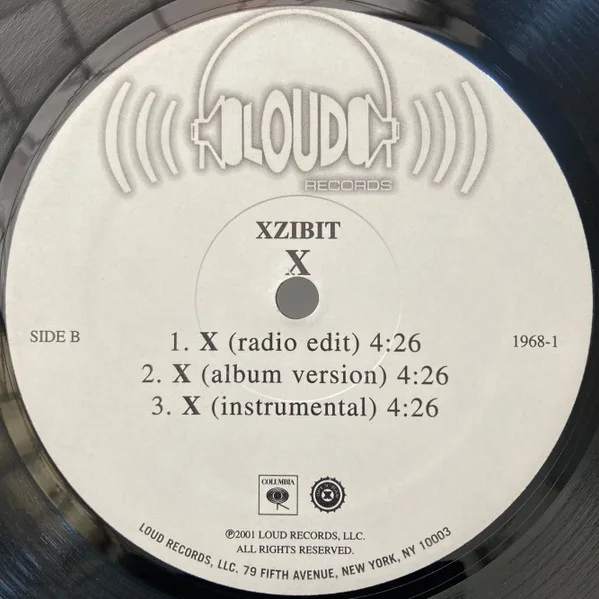 LOUD
RECORDS
XZIBIT
X
SIDE B
1968-1
1. X (radio edit) 4:26
2. X (album version) 4:26
3. X (instrumental) 4:26
COLUMBIA
℗2001 LOUD RECORDS, LLC.
ALL RIGHTS RESERVED.
LOUD RECORDS, LLC. 79 FIFTH AVENUE, NEW YORK, NY 10003